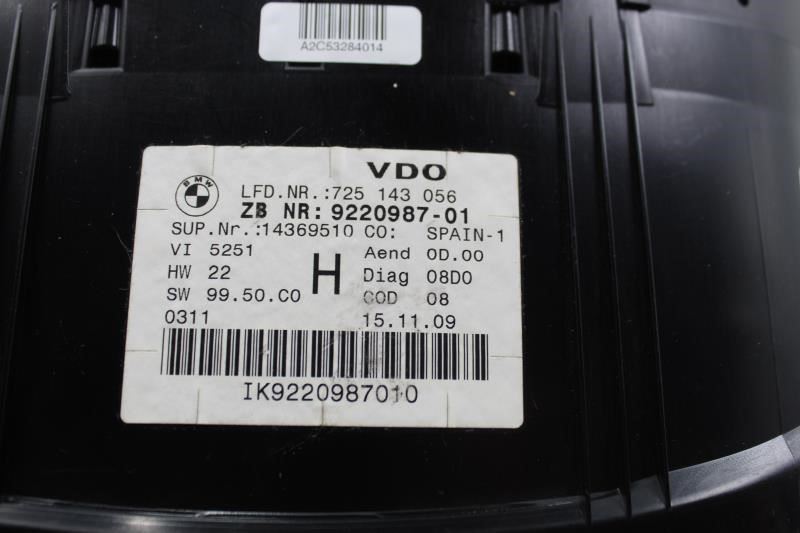 A2C53284014
VDO
BMW
LFD.NR.:725 143 056
ZB NR: 9220987-01
SUP.Nr.:14369510 CO: SPAIN-1
VI 5251 Aend 0D.00
HW 22 H Diag 08D0
SW 99.50.C0 COD 08
0311 15.11.09
IK9220987010